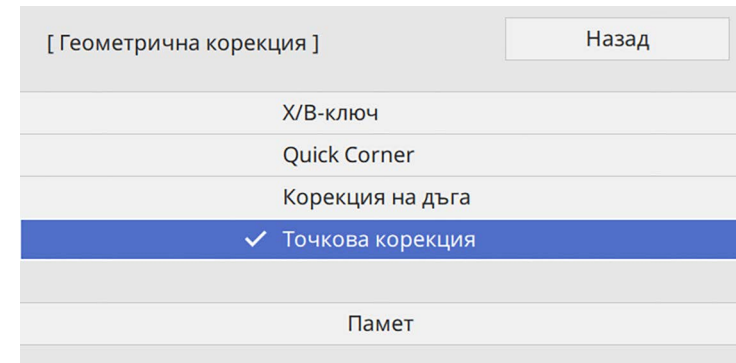 [ Геометрична корекция ]
Назад
Х/В-ключ
Quick Corner
Корекция на дъга
Точкова корекция
Памет